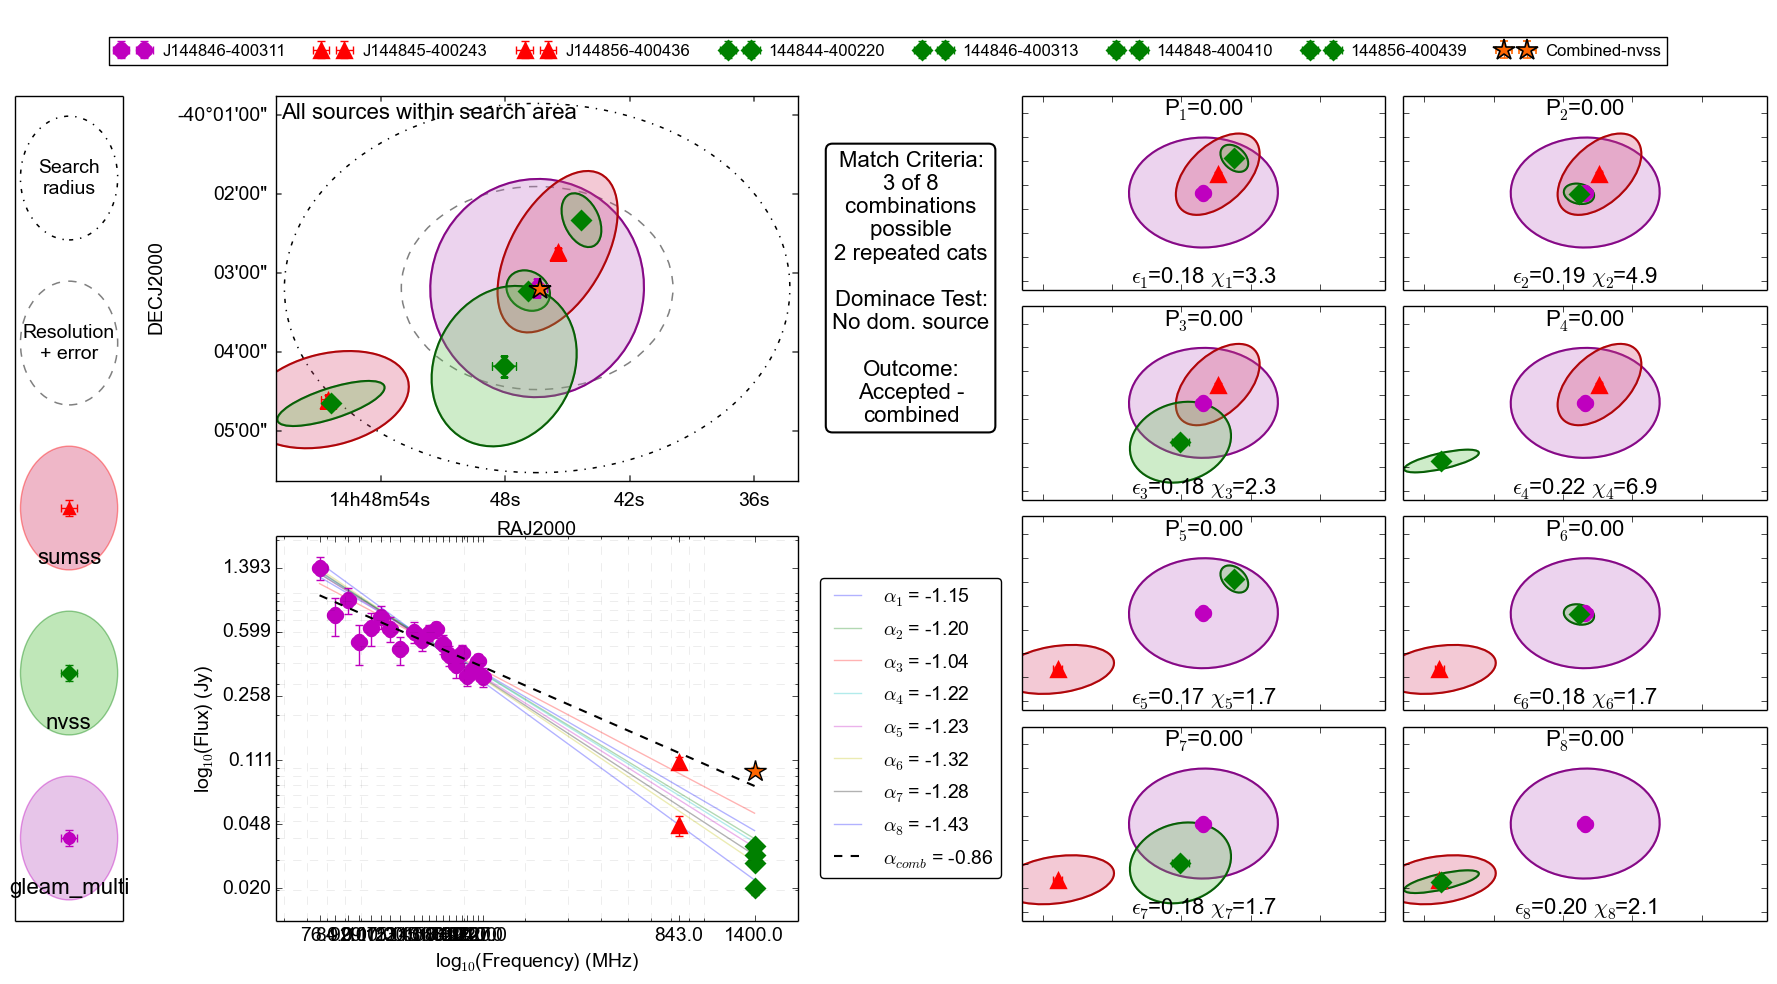 J144846-400311 J144845-400243 J144856-400436 144844-400220 144846-400313 144848-400410 144856-400439 Combined-nvss
Search
radius
Resolution
+ error
sumss
nvss
gleam_multi
All sources within search area
DECJ2000
-40°01'00"
02'00"
03'00"
04'00"
05'00"
14h48m54s 48s 42s 36s
RAJ2000
Match Criteria:
3 of 8
combinations
possible
2 repeated cats
Dominace Test:
No dom. source
Outcome:
Accepted -
combined
log₁₀(Flux) (Jy)
1.393
0.599
0.258
0.111
0.048
0.020
843.0 1400.0
log₁₀(Frequency) (MHz)
α₁ = -1.15
α₂ = -1.20
α₃ = -1.04
α₄ = -1.22
α₅ = -1.23
α₆ = -1.32
α₇ = -1.28
α₈ = -1.43
α_comb = -0.86
P₁=0.00
ϵ₁=0.18 χ₁=3.3
P₂=0.00
ϵ₂=0.19 χ₂=4.9
P₃=0.00
ϵ₃=0.18 χ₃=2.3
P₄=0.00
ϵ₄=0.22 χ₄=6.9
P₅=0.00
ϵ₅=0.17 χ₅=1.7
P₆=0.00
ϵ₆=0.18 χ₆=1.7
P₇=0.00
ϵ₇=0.18 χ₇=1.7
P₈=0.00
ϵ₈=0.20 χ₈=2.1